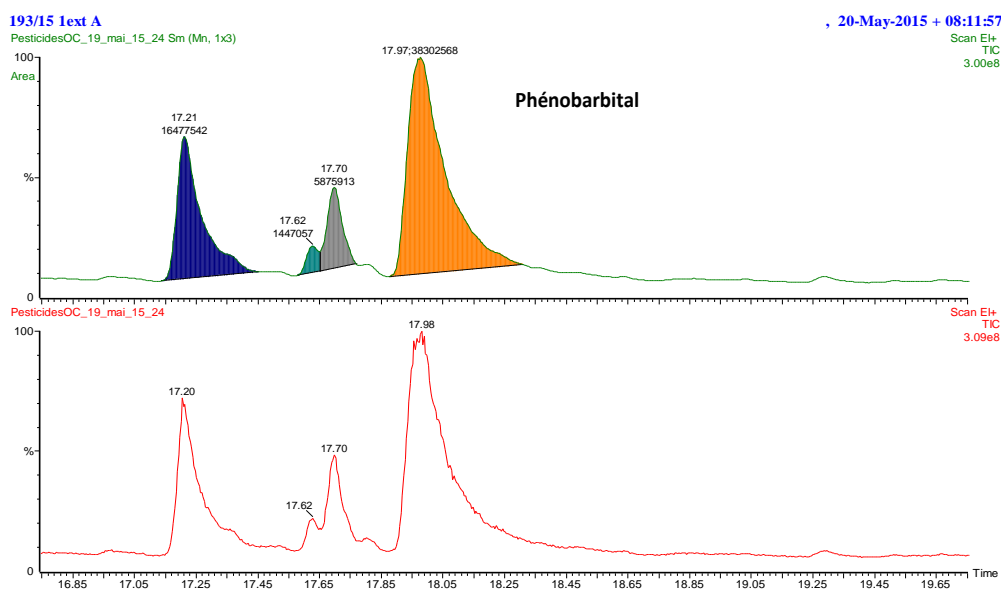 193/15 1ext A , 20-May-2015 + 08:11:57
PesticidesOC_19_mai_15_24 Sm (Mn, 1x3) Scan EI+
TIC
3.00e8
Area
100
%
0
17.21
16477542
17.62
1447057
17.70
5875913
17.97;38302568
Phénobarbital
PesticidesOC_19_mai_15_24 Scan EI+
TIC
3.09e8
100
%
0
17.20
17.62
17.70
17.98
16.85 17.05 17.25 17.45 17.65 17.85 18.05 18.25 18.45 18.65 18.85 19.05 19.25 19.45 19.65 Time